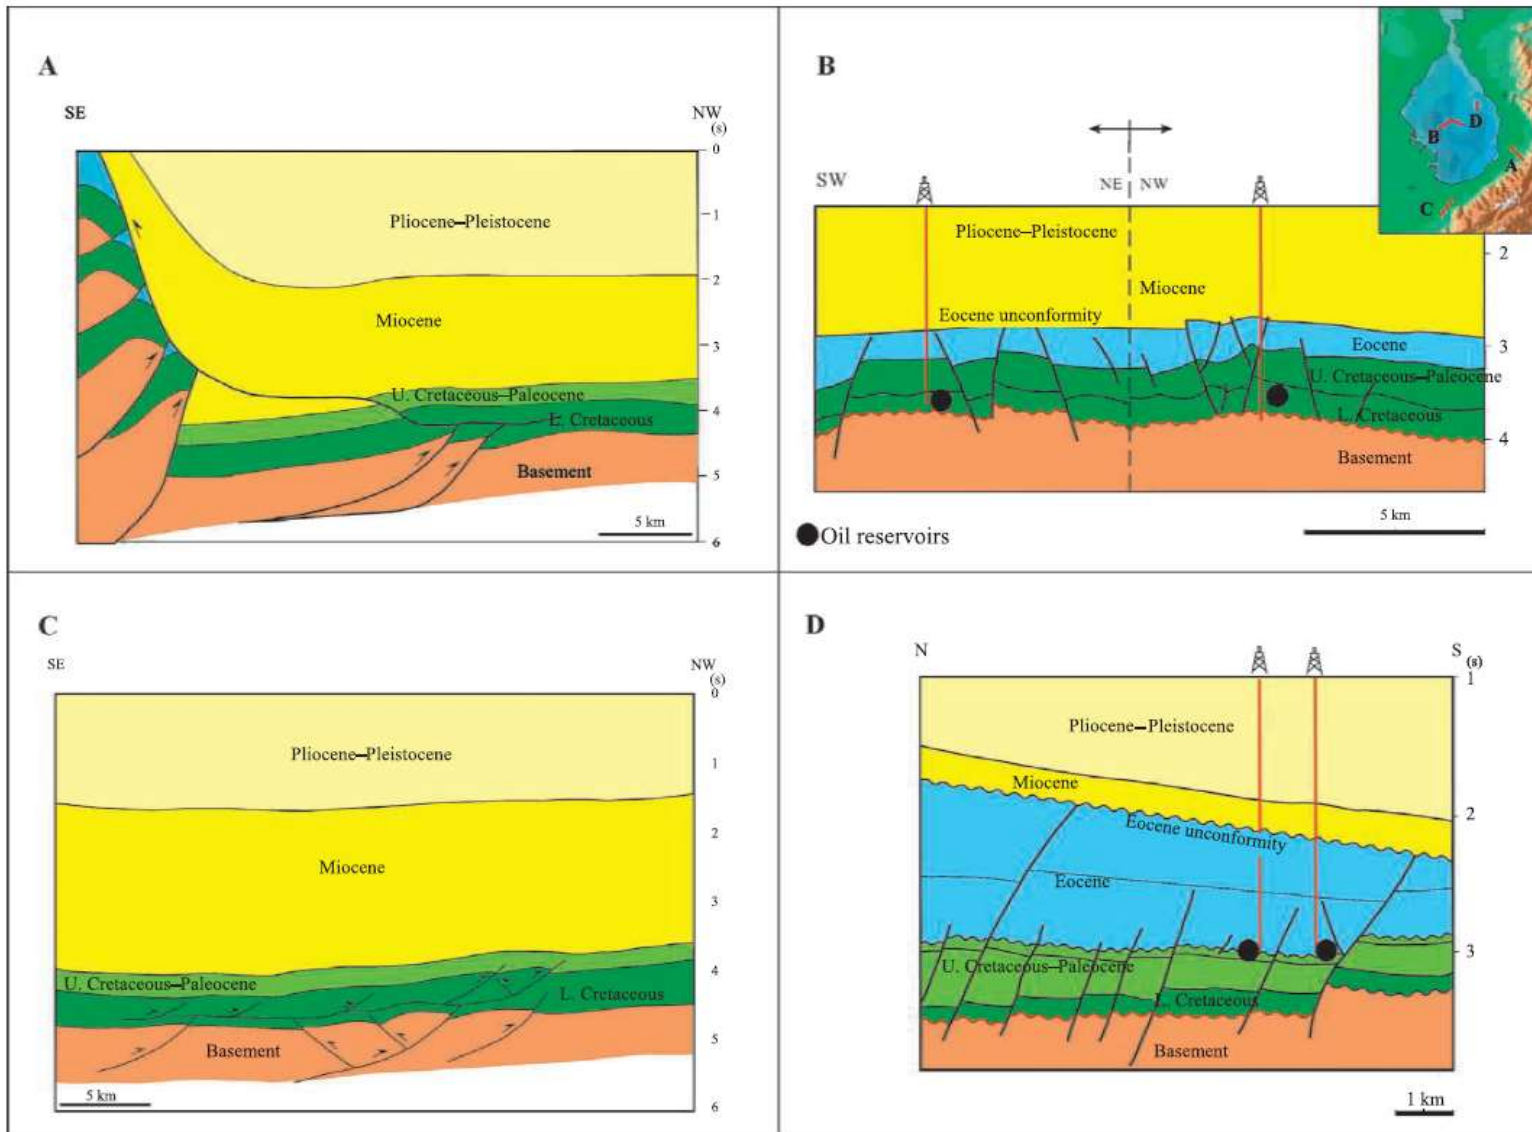 A
SE
NW
(s)
0
Pliocene–Pleistocene
1
2
Miocene
3
U. Cretaceous–Paleocene
4
L. Cretaceous
Basement
5
5 km
6
B
SW
NE
NW
D
B
A
C
Pliocene–Pleistocene
2
Miocene
Eocene unconformity
Eocene
3
U. Cretaceous–Paleocene
L. Cretaceous
4
Basement
5 km
Oil reservoirs
C
SE
NW
(s)
0
Pliocene–Pleistocene
1
2
Miocene
3
4
U. Cretaceous–Paleocene
L. Cretaceous
5
Basement
5 km
6
D
N
S
(s)
1
Pliocene–Pleistocene
Miocene
2
Eocene unconformity
Eocene
3
U. Cretaceous–Paleocene
L. Cretaceous
Basement
1 km